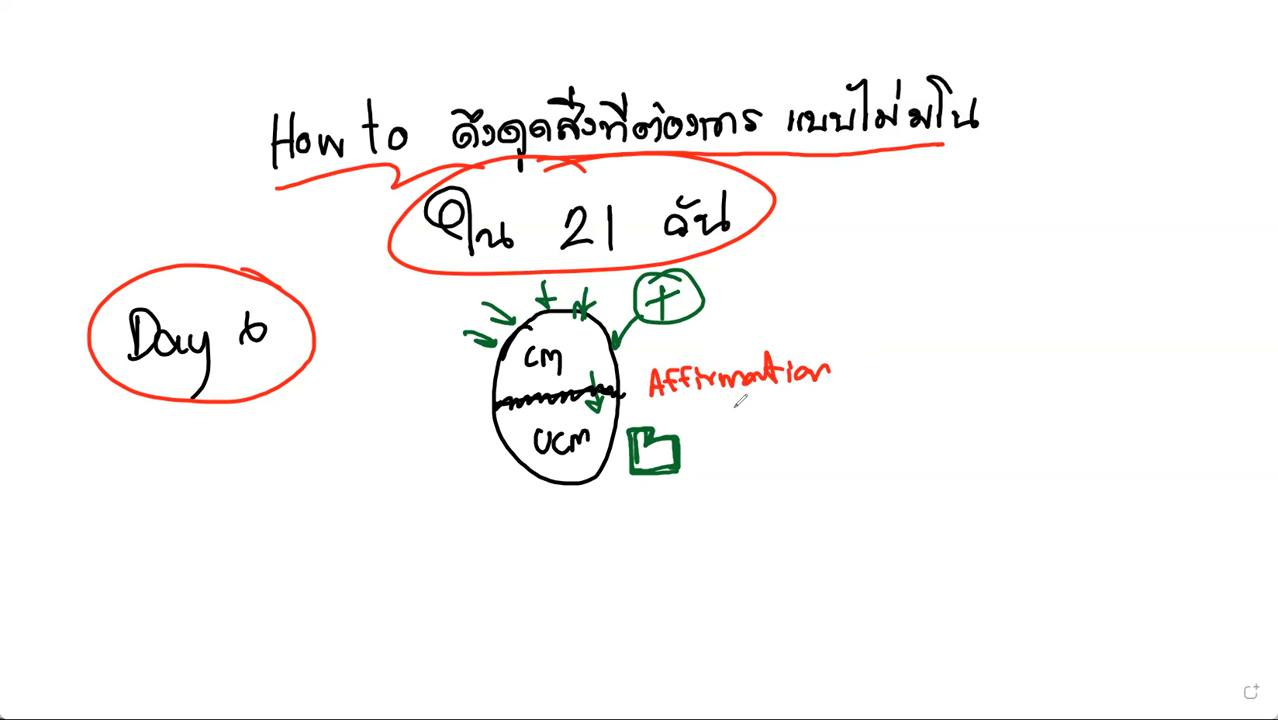 How to ดึงดูดสิ่งที่ต้องการ แบบไม่มโน
ใน 21 วัน
Day 6
+
CM
Affirmation
UCM